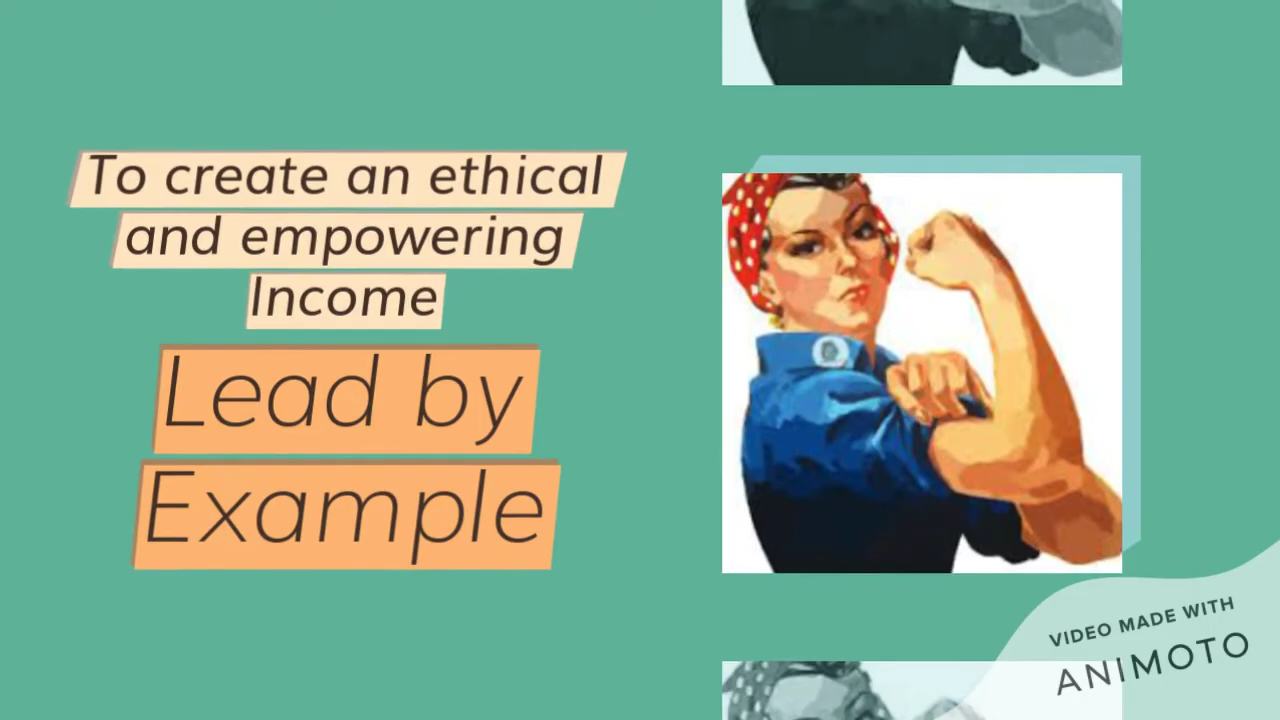 To create an ethical
and empowering
Income
Lead by
Example
VIDEO MADE WITH
ANIMOTO